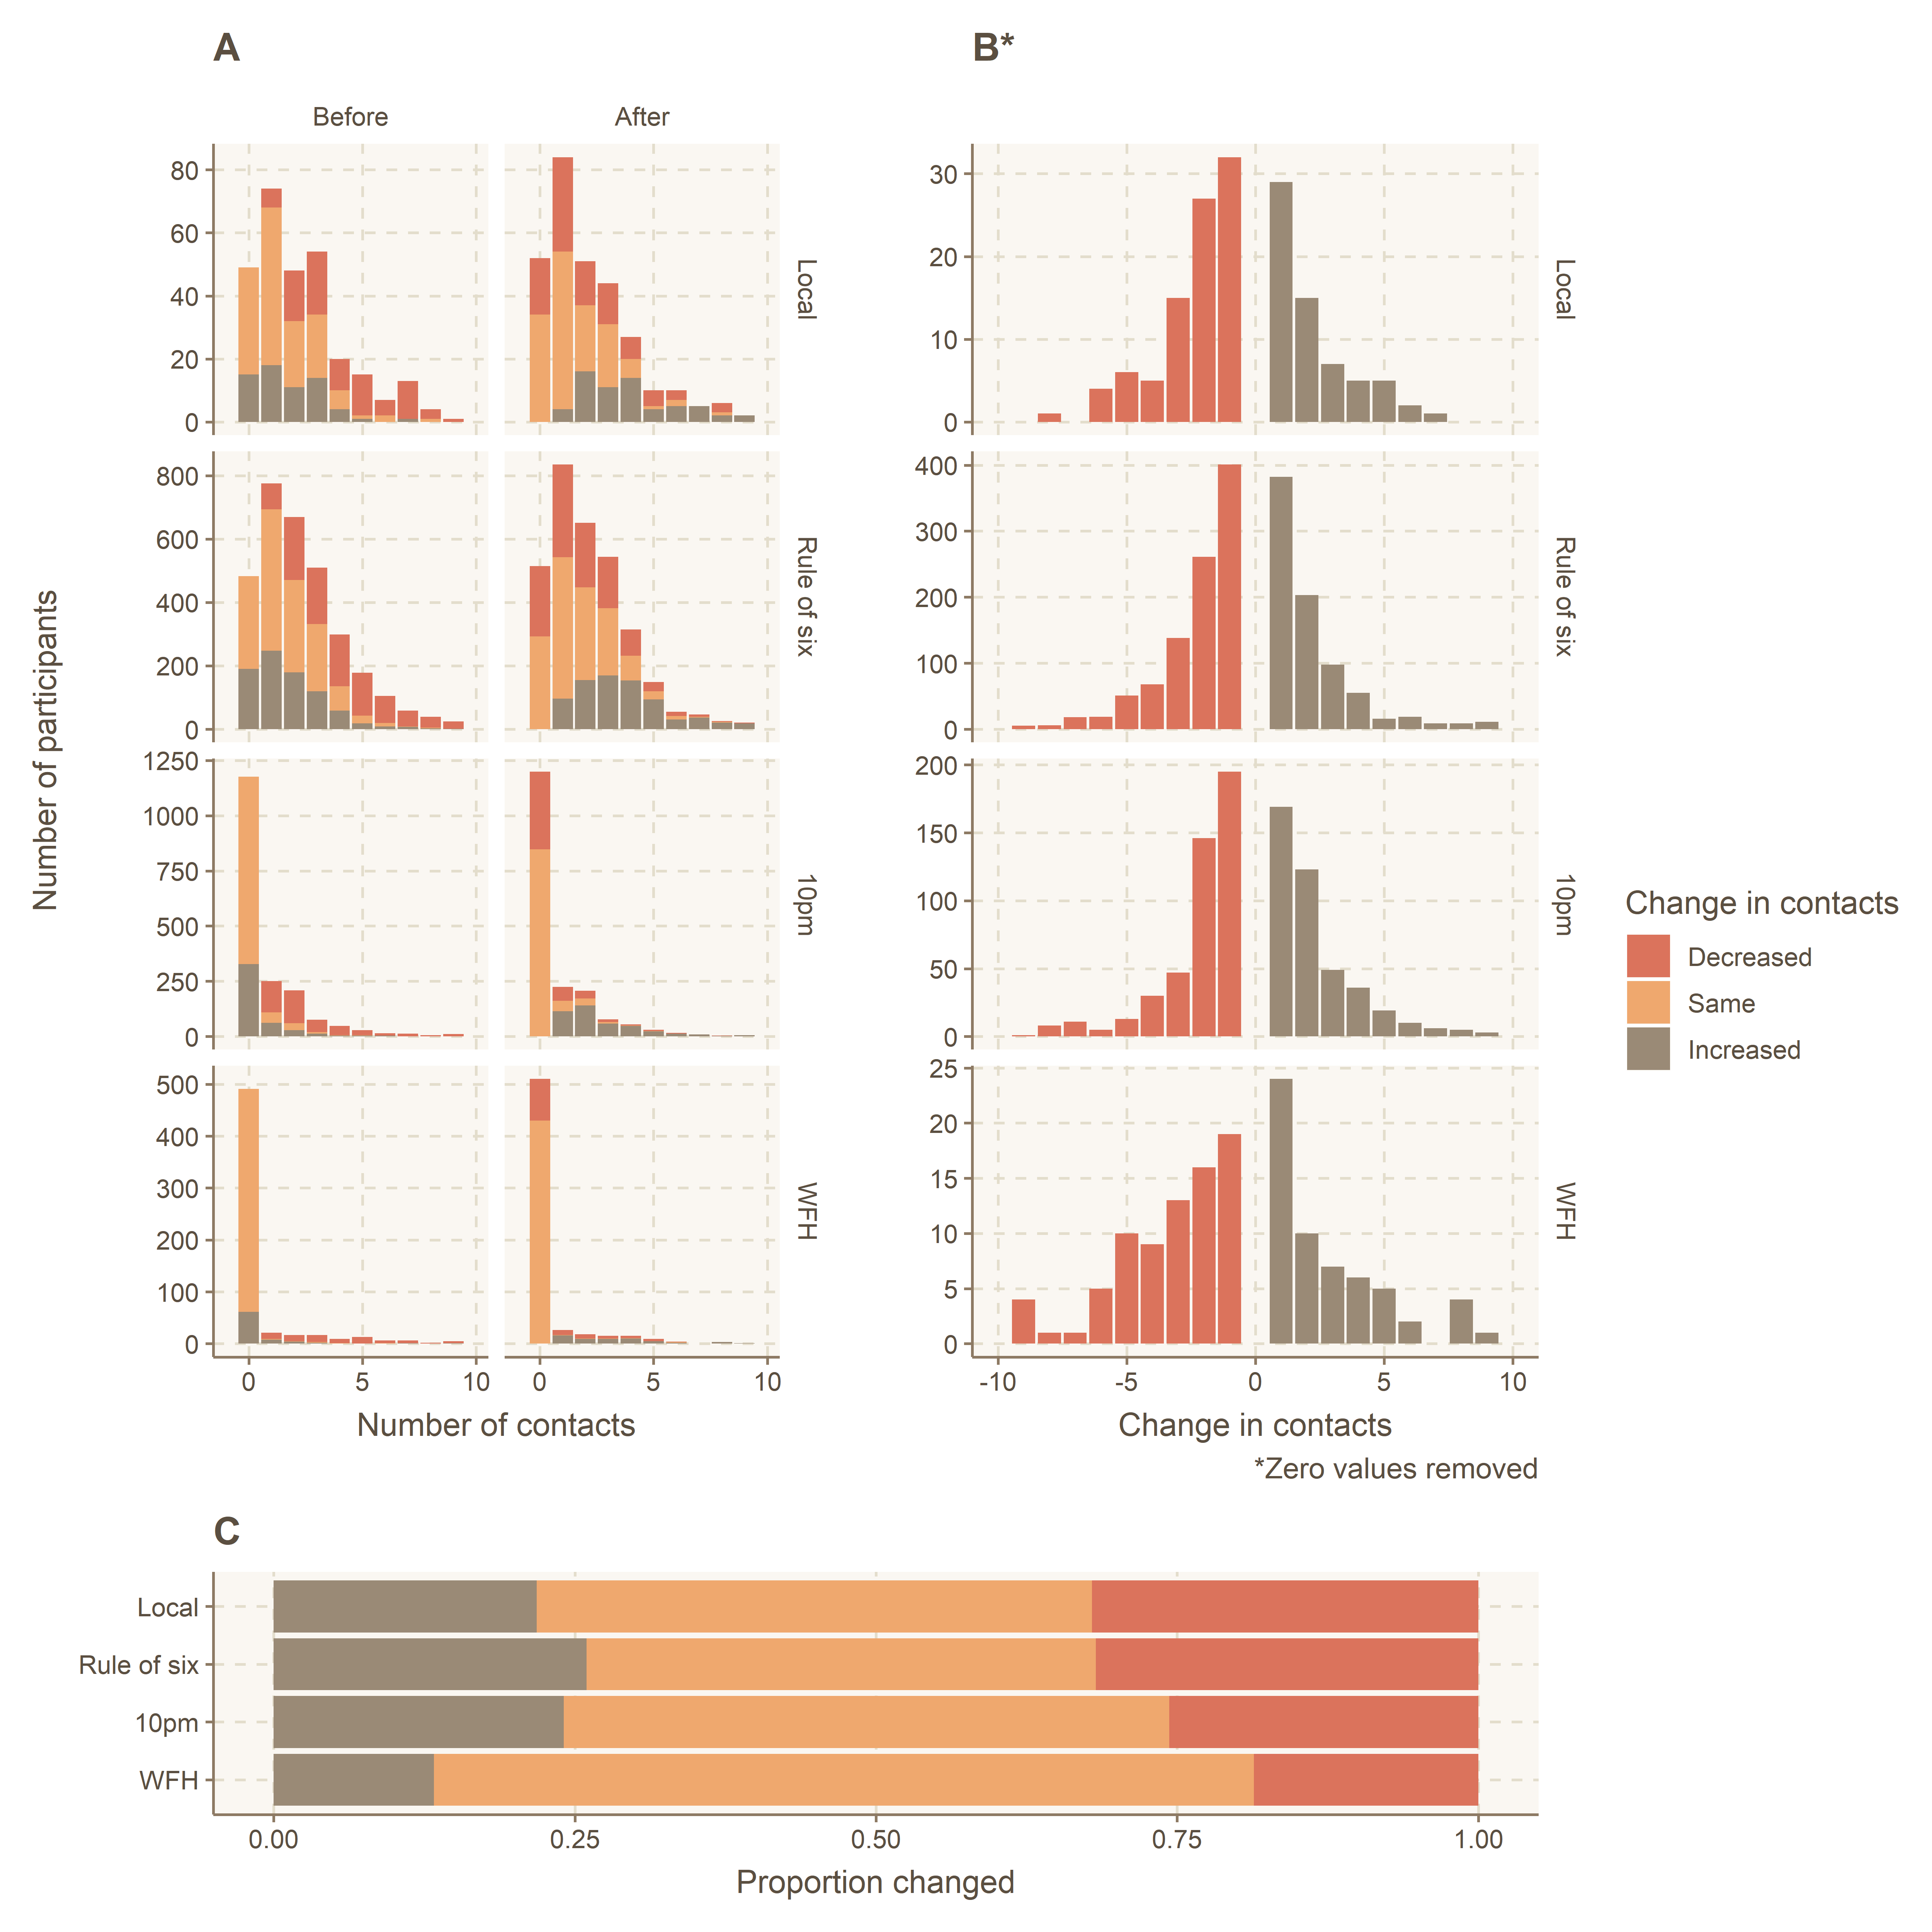 A
B*
Before
After
80
60
40
20
0
Local
30
20
10
0
Local
800
600
400
200
0
Rule of six
400
300
200
100
0
Rule of six
1250
1000
750
500
250
0
10pm
200
150
100
50
0
10pm
500
400
300
200
100
0
WFH
25
20
15
10
5
0
WFH
Number of participants
0
5
10
0
5
10
Number of contacts
-10
-5
0
5
10
Change in contacts
*Zero values removed
Change in contacts
Decreased
Same
Increased
C
Local
Rule of six
10pm
WFH
0.00
0.25
0.50
0.75
1.00
Proportion changed